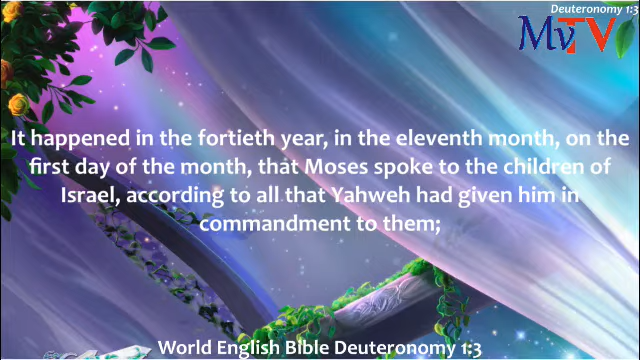 Deuteronomy 1:3
MvTV
It happened in the fortieth year, in the eleventh month, on the
first day of the month, that Moses spoke to the children of
Israel, according to all that Yahweh had given him in
commandment to them;
World English Bible Deuteronomy 1:3